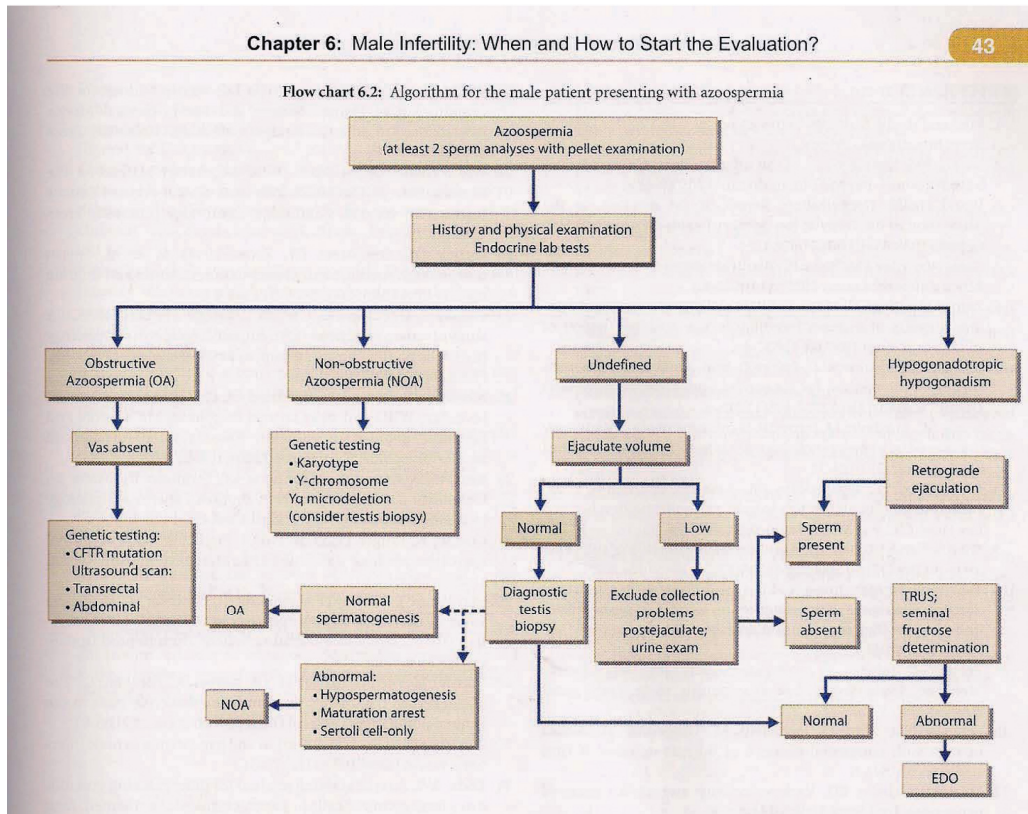 Chapter 6: Male Infertility: When and How to Start the Evaluation?
43
Flow chart 6.2: Algorithm for the male patient presenting with azoospermia
Azoospermia
(at least 2 sperm analyses with pellet examination)
History and physical examination
Endocrine lab tests
Obstructive
Azoospermia (OA)
Non-obstructive
Azoospermia (NOA)
Undefined
Hypogonadotropic
hypogonadism
Vas absent
Genetic testing
• Karyotype
• Y-chromosome
Yq microdeletion
(consider testis biopsy)
Ejaculate volume
Retrograde
ejaculation
Genetic testing:
• CFTR mutation
Ultrasound scan:
• Transrectal
• Abdominal
Normal
Low
Sperm
present
OA
Normal
spermatogenesis
Diagnostic
testis
biopsy
Exclude collection
problems
postejaculate;
urine exam
Sperm
absent
TRUS;
seminal
fructose
determination
NOA
Abnormal:
• Hypospermatogenesis
• Maturation arrest
• Sertoli cell-only
Normal
Abnormal
EDO